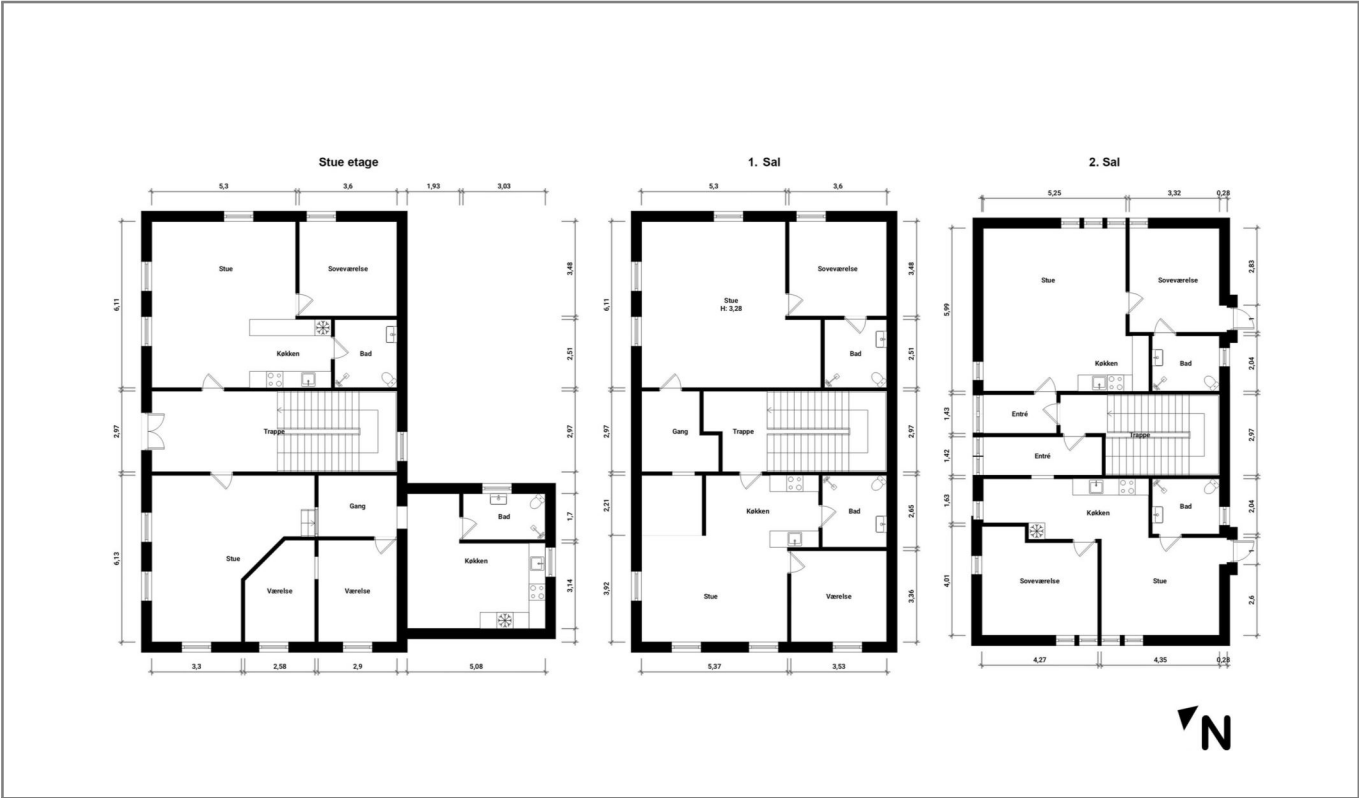 Stue etage
1. Sal
2. Sal
5,3
3,6
1,93
3,03
6,11
2,97
6,13
3,48
2,51
2,97
1,7
3,14
3,3
2,58
2,9
5,08
Stue
Soveværelse
Køkken
Bad
Trappe
Gang
Stue
Værelse
Værelse
Bad
Køkken
5,3
3,6
6,11
2,97
2,21
3,92
3,48
2,51
2,97
2,65
3,36
5,37
3,53
Stue
H: 3,28
Soveværelse
Bad
Gang
Trappe
Køkken
Bad
Stue
Værelse
5,25
3,32
0,28
5,99
1,43
1,42
1,63
4,01
2,83
1
2,04
2,97
2,04
1
2,6
4,27
4,35
0,28
Stue
Soveværelse
Køkken
Bad
Entré
Trappe
Entré
Køkken
Bad
Soveværelse
Stue
N